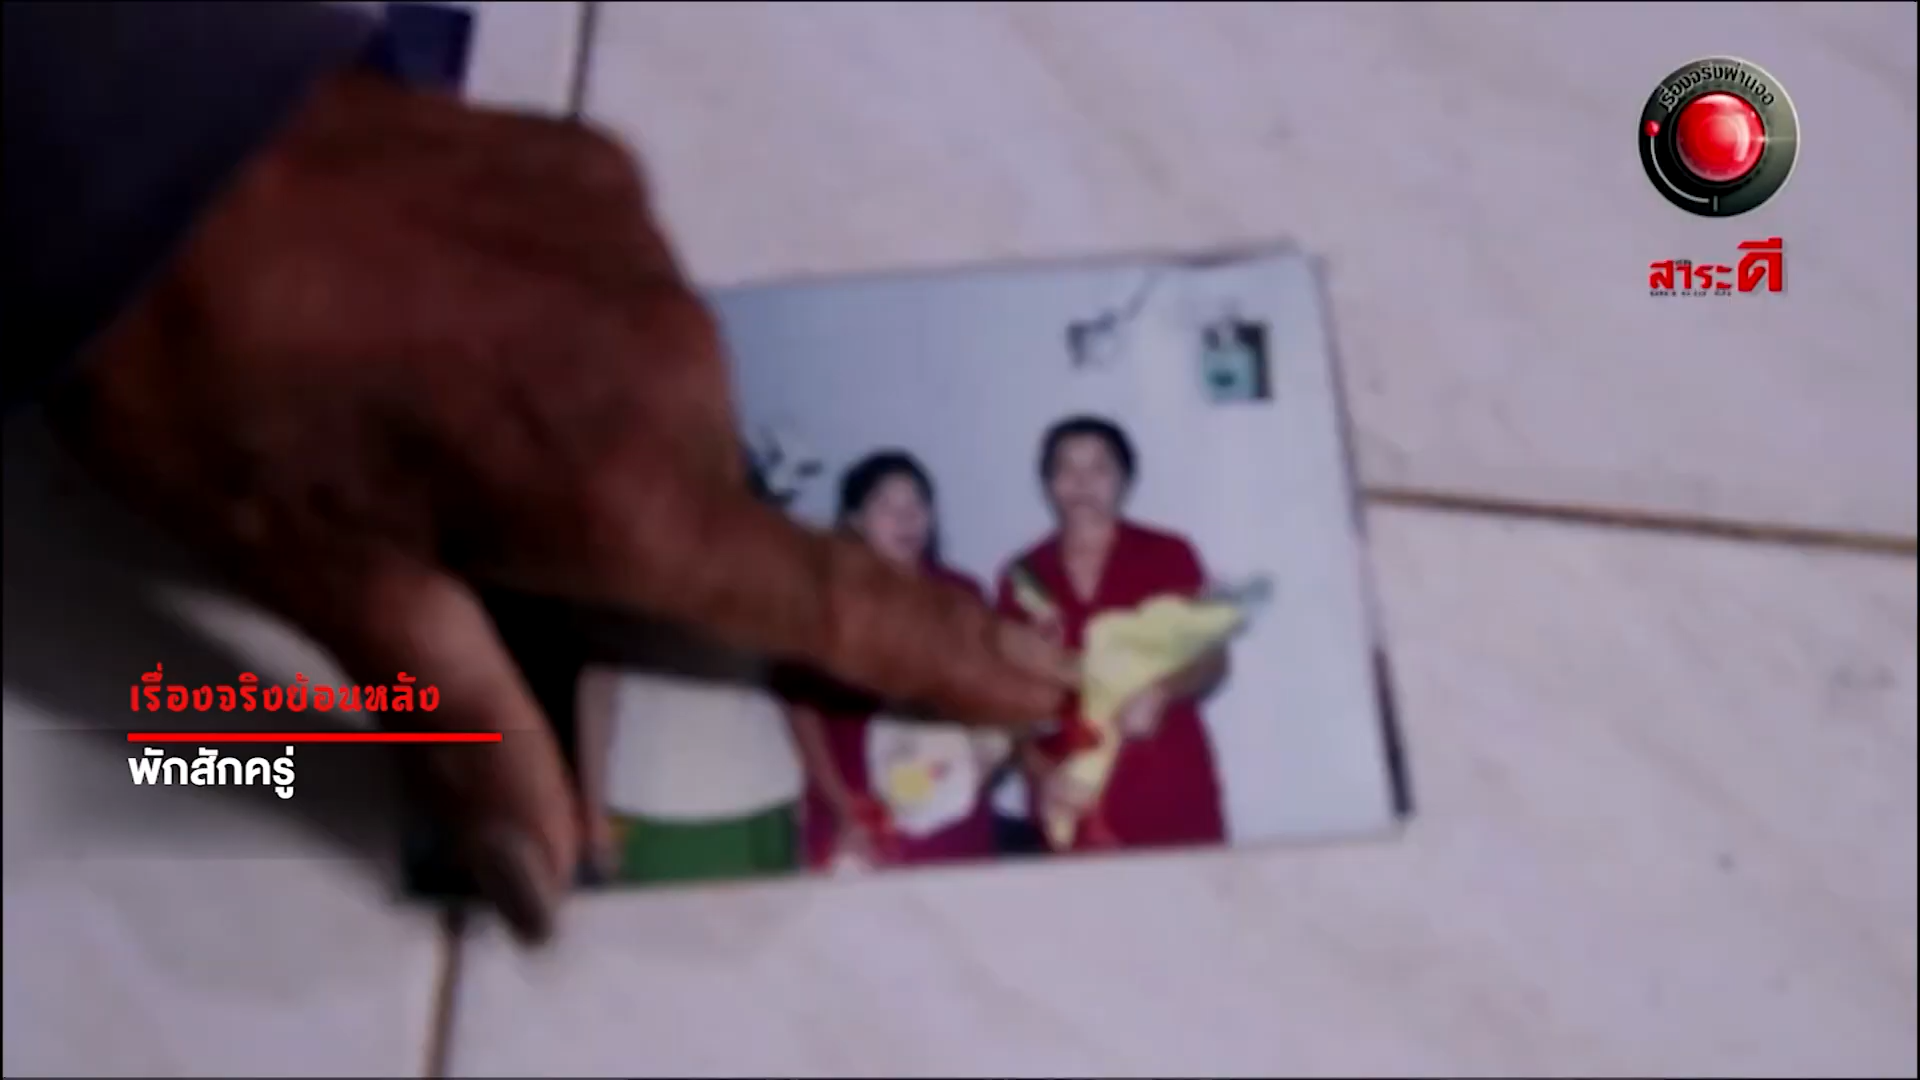 เรื่องจริงผ่านจอ
สาระดี
เรื่องจริงย้อนหลัง
พักสักครู่